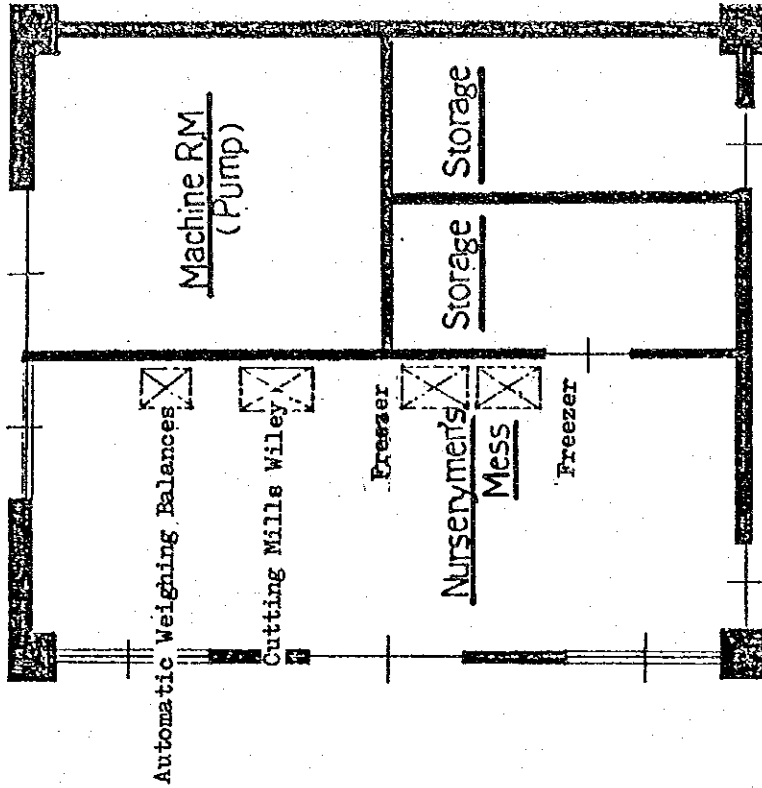 Machine RM
(Pump)
Storage
Storage
Automatic Weighing Balances
Cutting Mills Wiley
Freezer
Nurserymen's
Mess
Freezer